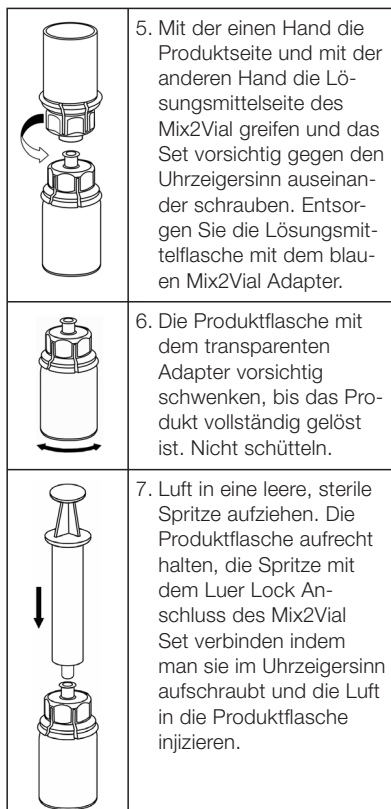 5. Mit der einen Hand die
Produktseite und mit der
anderen Hand die Lö-
sungsmittelseite des
Mix2Vial greifen und das
Set vorsichtig gegen den
Uhrzeigersinn auseinan-
der schrauben. Entsor-
gen Sie die Lösungsmit-
telflasche mit dem blau-
en Mix2Vial Adapter.
6. Die Produktflasche mit
dem transparenten
Adapter vorsichtig
schwenken, bis das Pro-
dukt vollständig gelöst
ist. Nicht schütteln.
7. Luft in eine leere, sterile
Spritze aufziehen. Die
Produktflasche aufrecht
halten, die Spritze mit
dem Luer Lock An-
schluss des Mix2Vial
Set verbinden indem
man sie im Uhrzeigersinn
aufschraubt und die Luft
in die Produktflasche
injizieren.